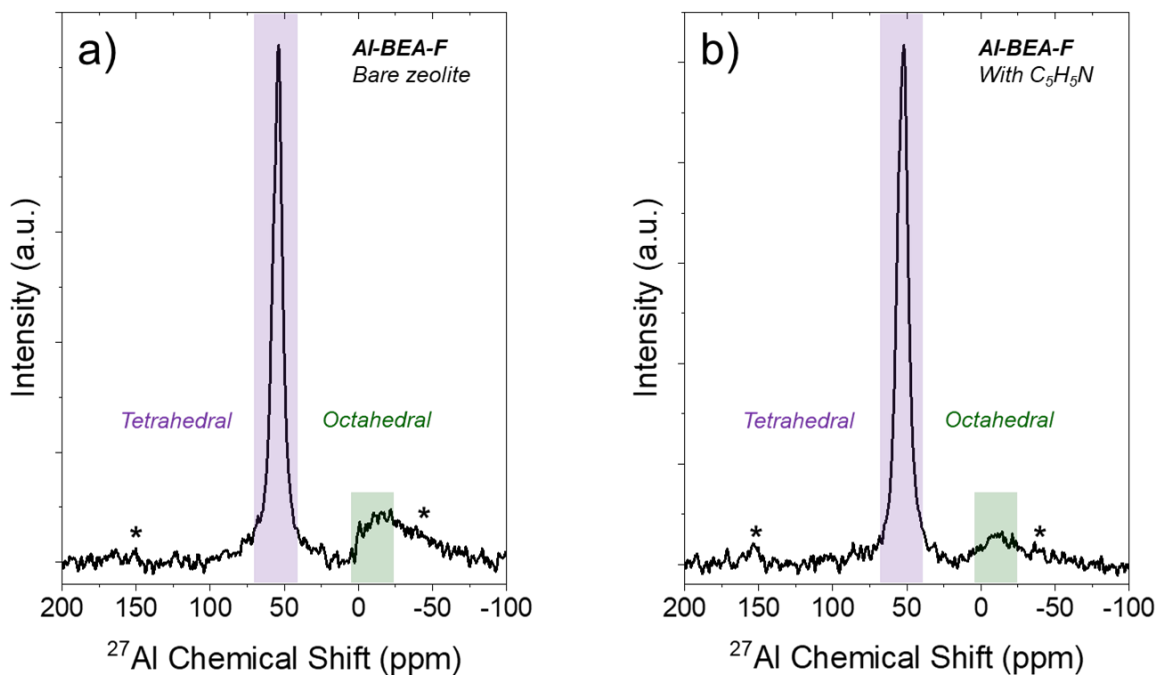 a)
Al-BEA-F
Bare zeolite
Intensity (a.u.)
Tetrahedral
Octahedral
*
*
200 150 100 50 0 -50 -100
²⁷Al Chemical Shift (ppm)
b)
Al-BEA-F
With C₅H₅N
Intensity (a.u.)
Tetrahedral
Octahedral
*
*
200 150 100 50 0 -50 -100
²⁷Al Chemical Shift (ppm)